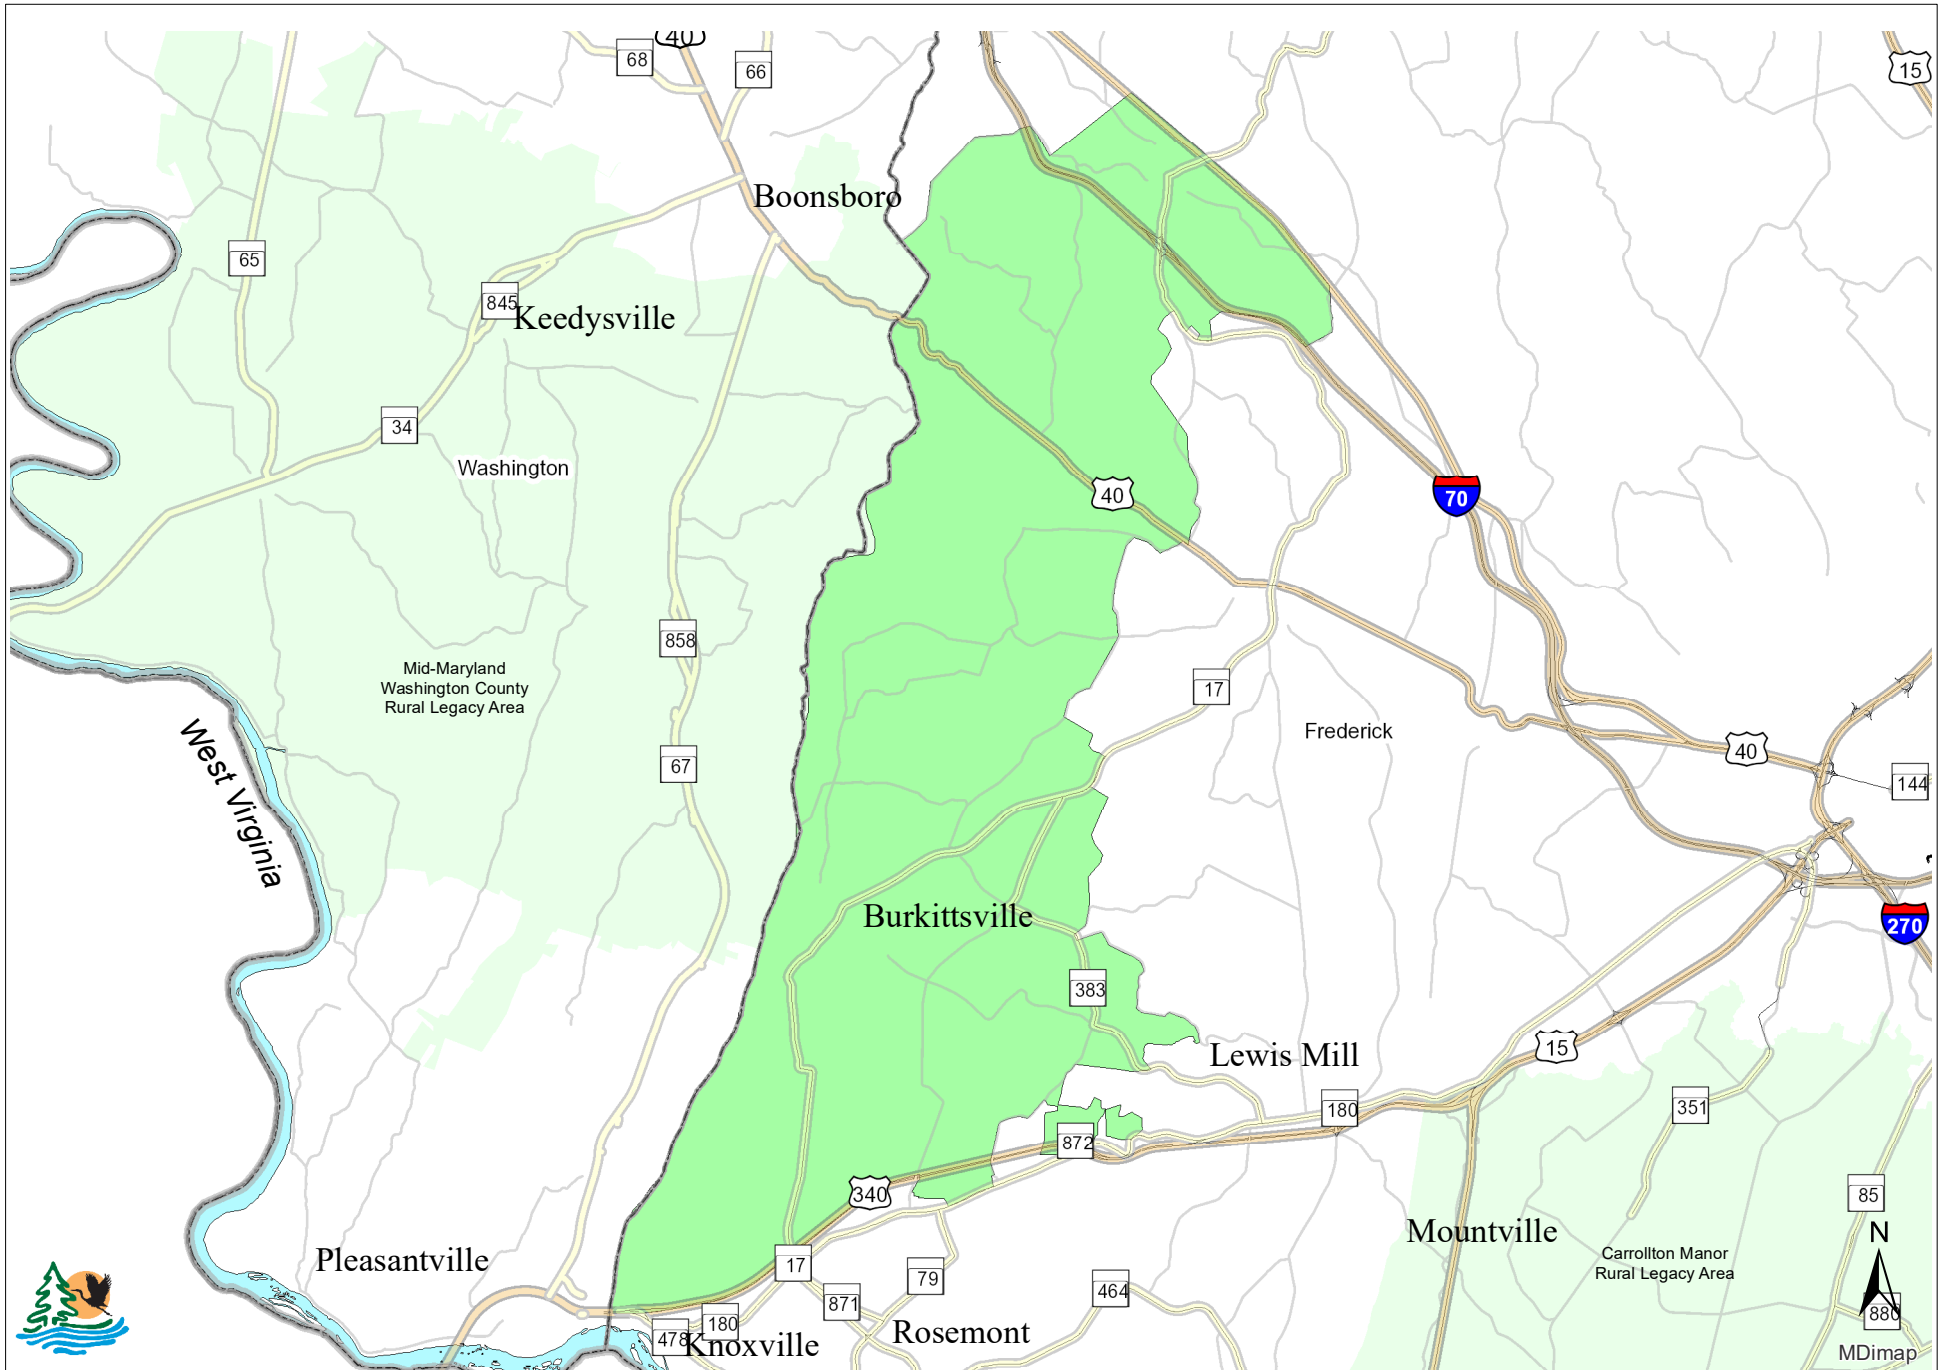 40
68
66
15
Boonsboro
65
845
Keedysville
34
Washington
40
70
858
Mid-Maryland
Washington County
Rural Legacy Area
17
West Virginia
67
Frederick
40
144
Burkittsville
270
383
Lewis Mill
15
180
351
872
340
85
Mountville
N
Pleasantville
17
79
Carrollton Manor
Rural Legacy Area
871
464
880
180
478
Knoxville
Rosemont
MDimap